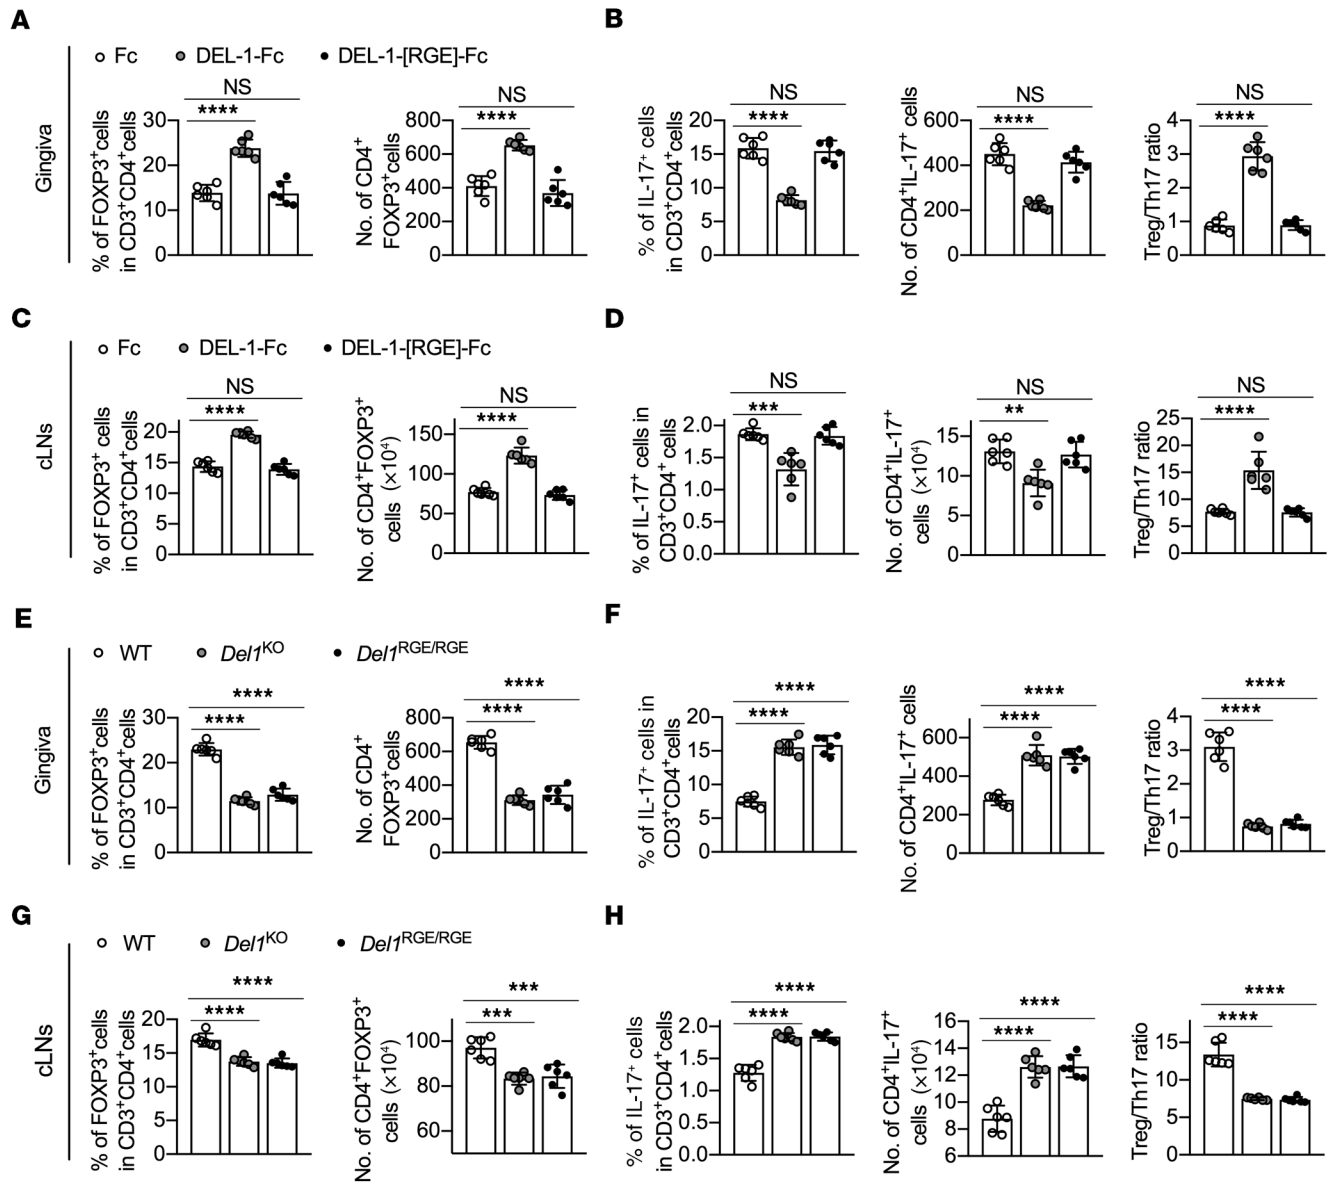 A
Gingiva
Fc
DEL-1-Fc
DEL-1-[RGE]-Fc
% of FOXP3⁺cells
in CD3⁺CD4⁺cells
NS
****
30
20
10
0
No. of CD4⁺
FOXP3⁺cells
NS
****
800
600
400
200
0
B
% of IL-17⁺ cells
in CD3⁺CD4⁺cells
NS
****
20
15
10
5
0
No. of CD4⁺IL-17⁺ cells
NS
****
600
400
200
0
Treg/Th17 ratio
NS
****
4
3
2
1
0
C
cLNs
Fc
DEL-1-Fc
DEL-1-[RGE]-Fc
% of FOXP3⁺ cells
in CD3⁺CD4⁺cells
NS
****
20
15
10
5
0
No. of CD4⁺FOXP3⁺
cells (×10⁴)
NS
****
150
100
50
0
D
% of IL-17⁺ cells in
CD3⁺CD4⁺ cells
NS
***
2.0
1.5
1.0
0.5
0.0
No. of CD4⁺IL-17⁺
cells (×10⁴)
NS
**
15
10
5
0
Treg/Th17 ratio
NS
****
25
20
15
10
5
0
E
Gingiva
WT
Del1ᴷᴼ
Del1ᴿᴳᴱ/ᴿᴳᴱ
% of FOXP3⁺cells
in CD3⁺CD4⁺cells
****
****
30
20
10
0
No. of CD4⁺
FOXP3⁺cells
****
****
800
600
400
200
0
F
% of IL-17⁺ cells in
CD3⁺CD4⁺cells
****
****
20
15
10
5
0
No. of CD4⁺IL-17⁺ cells
****
****
600
400
200
0
Treg/Th17 ratio
****
****
4
3
2
1
0
G
cLNs
WT
Del1ᴷᴼ
Del1ᴿᴳᴱ/ᴿᴳᴱ
% of FOXP3⁺cells
in CD3⁺CD4⁺cells
****
****
20
15
10
5
0
No. of CD4⁺FOXP3⁺
cells (×10⁴)
***
***
100
80
60
H
% of IL-17⁺ cells
in CD3⁺CD4⁺cells
****
****
2.0
1.5
1.0
0.5
0.0
No. of CD4⁺IL-17⁺
cells (×10⁴)
****
****
16
14
12
10
8
6
Treg/Th17 ratio
****
****
15
10
5
0